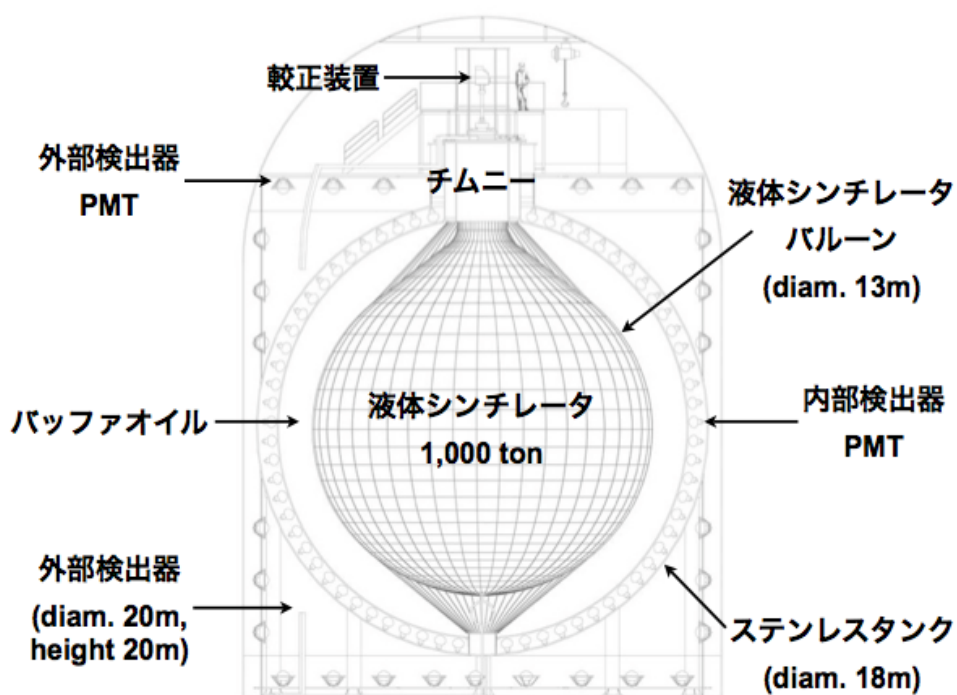 較正装置
外部検出器
PMT
チムニー
液体シンチレータ
バルーン
(diam. 13m)
バッファオイル
液体シンチレータ
1,000 ton
内部検出器
PMT
外部検出器
(diam. 20m,
height 20m)
ステンレスタンク
(diam. 18m)